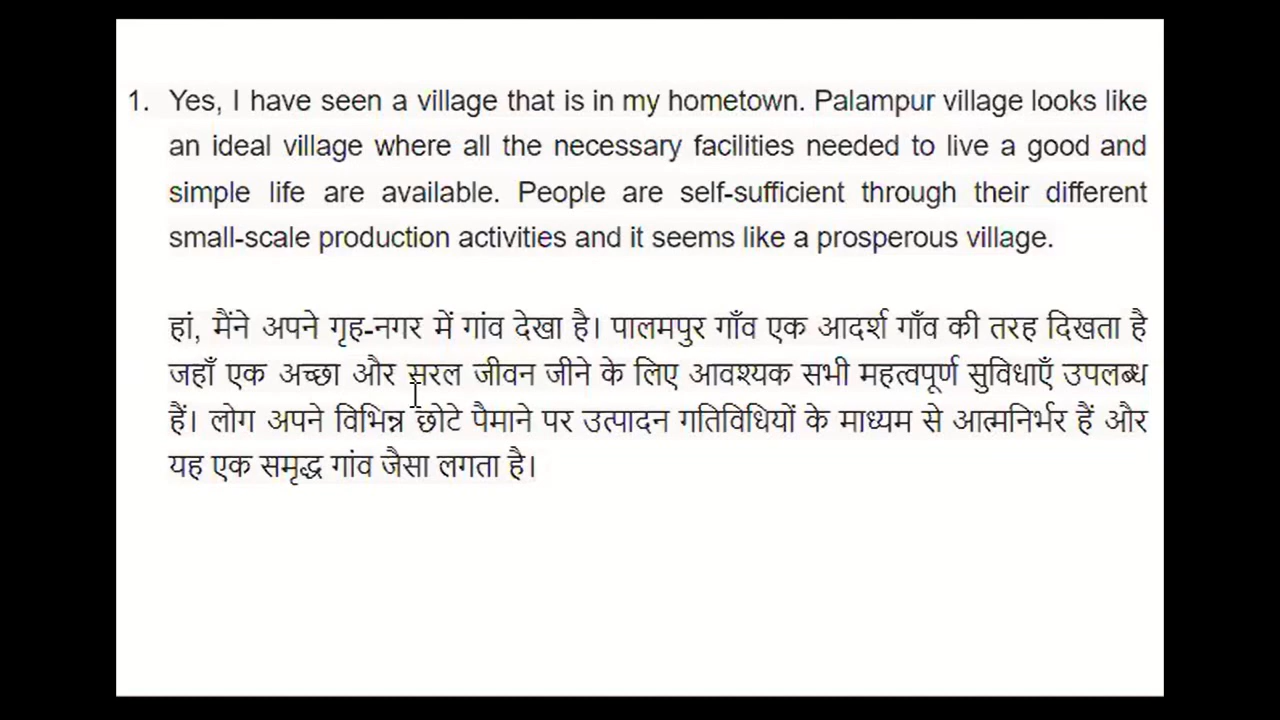 1. Yes, I have seen a village that is in my hometown. Palampur village looks like
an ideal village where all the necessary facilities needed to live a good and
simple life are available. People are self-sufficient through their different
small-scale production activities and it seems like a prosperous village.
हां, मैंने अपने गृह-नगर में गांव देखा है। पालमपुर गाँव एक आदर्श गाँव की तरह दिखता है
जहाँ एक अच्छा और सरल जीवन जीने के लिए आवश्यक सभी महत्वपूर्ण सुविधाएँ उपलब्ध
हैं। लोग अपने विभिन्न छोटे पैमाने पर उत्पादन गतिविधियों के माध्यम से आत्मनिर्भर हैं और
यह एक समृद्ध गांव जैसा लगता है।